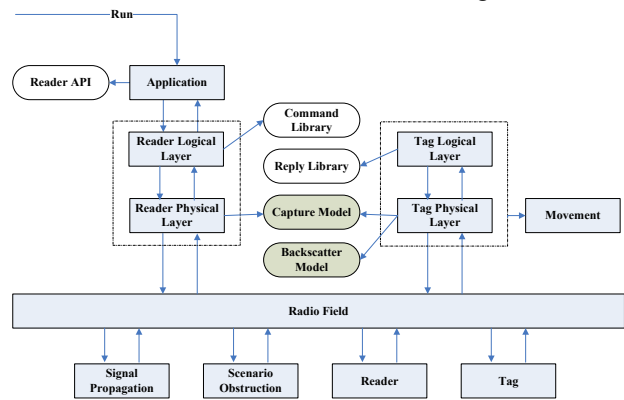 Run
Reader API
Application
Command
Library
Reader Logical
Layer
Tag Logical
Layer
Reply Library
Reader Physical
Layer
Capture Model
Tag Physical
Layer
Movement
Backscatter
Model
Radio Field
Signal
Propagation
Scenario
Obstruction
Reader
Tag